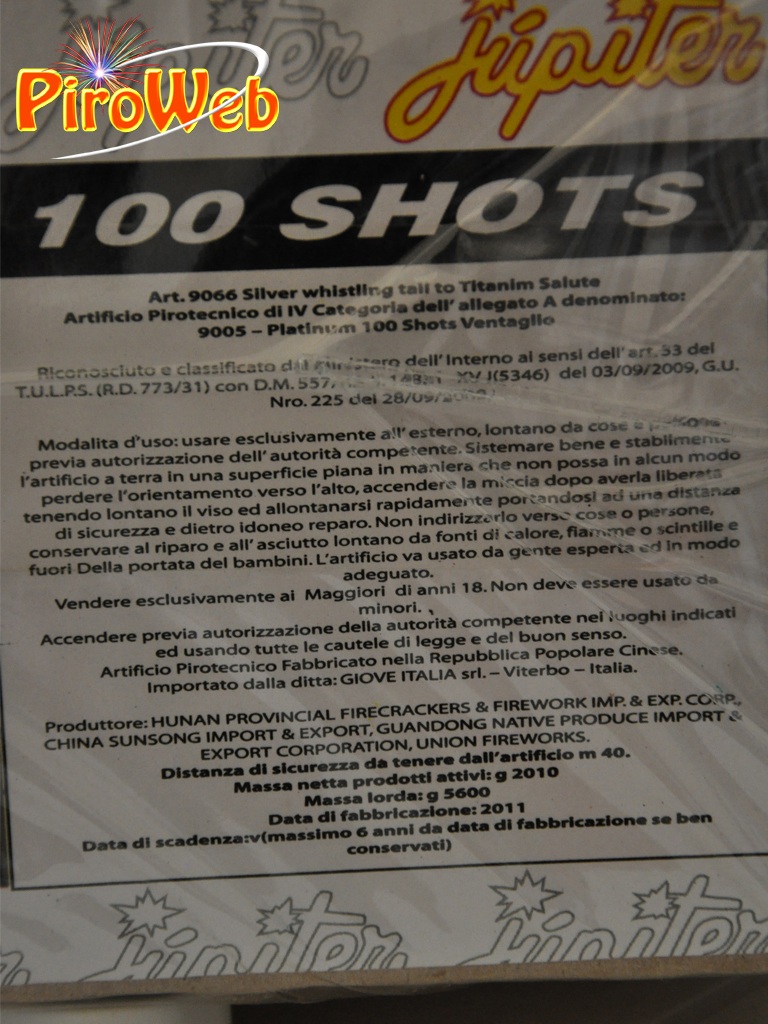 Júpiter
Júpiter
PiroWeb
100 SHOTS
Art. 9066 Silver whistling tail to Titanim Salute
Artificio Pirotecnico di IV Categoria dell' allegato A denominato:
9005 – Platinum 100 Shots Ventaglio
Riconosciuto e classificato dal Ministero dell'Interno ai sensi dell' art. 53 del
T.U.L.P.S. (R.D. 773/31) con D.M. 557/ XVJ(5346) del 03/09/2009, G.U.
Nro. 225 del 28/09/
Modalita d'uso: usare esclusivamente all' esterno, lontano da cose e persone
previa autorizzazione dell' autorità competente. Sistemare bene e stabilmente
l'artificio a terra in una superficie piana in maniera che non possa in alcun modo
perdere l'orientamento verso l'alto, accendere la miccia dopo averla liberata
tenendo lontano il viso ed allontanarsi rapidamente portandosi ad una distanza
di sicurezza e dietro idoneo reparo. Non indirizzarlo verso cose o persone,
conservare al riparo e all' asciutto lontano da fonti di calore, fiamme o scintille e
fuori Della portata del bambini. L'artificio va usato da gente esperta ed in modo
adeguato.
Vendere esclusivamente ai Maggiori di anni 18. Non deve essere usato da
minori.
Accendere previa autorizzazione della autorità competente nei luoghi indicati
ed usando tutte le cautele di legge e del buon senso.
Artificio Pirotecnico Fabbricato nella Repubblica Popolare Cinese.
Importato dalla ditta: GIOVE ITALIA srl. – Viterbo – Italia.
Produttore: HUNAN PROVINCIAL FIRECRACKERS & FIREWORK IMP. & EXP. CORP.,
CHINA SUNSONG IMPORT & EXPORT, GUANDONG NATIVE PRODUCE IMPORT &
EXPORT CORPORATION, UNION FIREWORKS.
Distanza di sicurezza da tenere dall'artificio m 40.
Massa netta prodotti attivi: g 2010
Massa lorda: g 5600
Data di fabbricazione: 2011
Data di scadenza:v(massimo 6 anni da data di fabbricazione se ben
conservati)
Júpiter
Júpiter